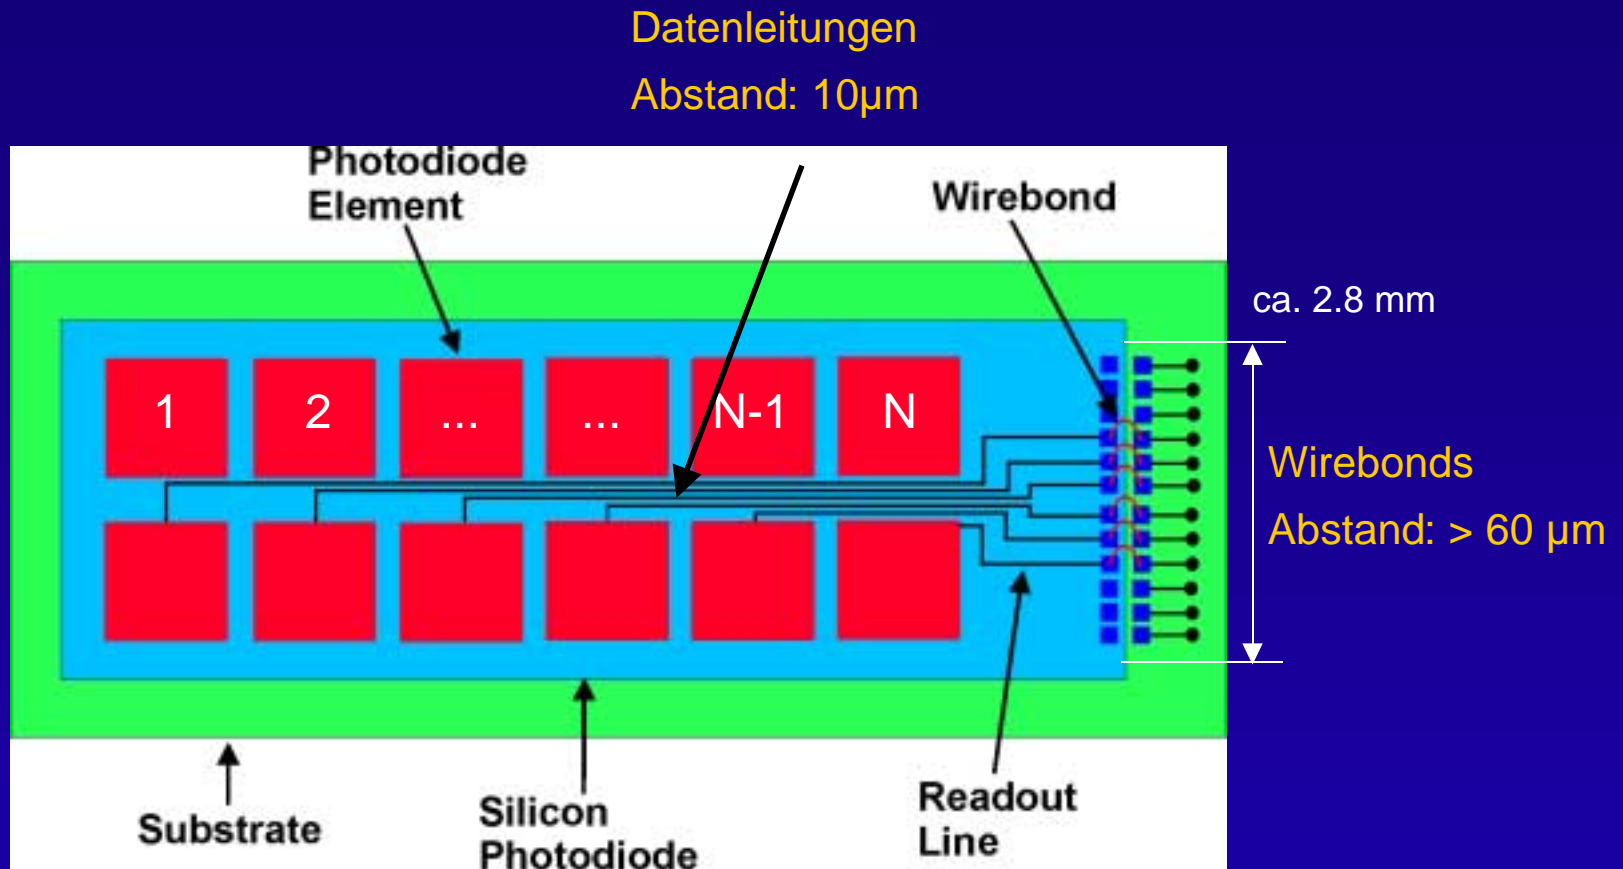 Datenleitungen
Abstand: 10µm
Photodiode
Element
Wirebond
ca. 2.8 mm
1 2 ... ... N-1 N
Wirebonds
Abstand: > 60 µm
Substrate
Silicon
Photodiode
Readout
Line